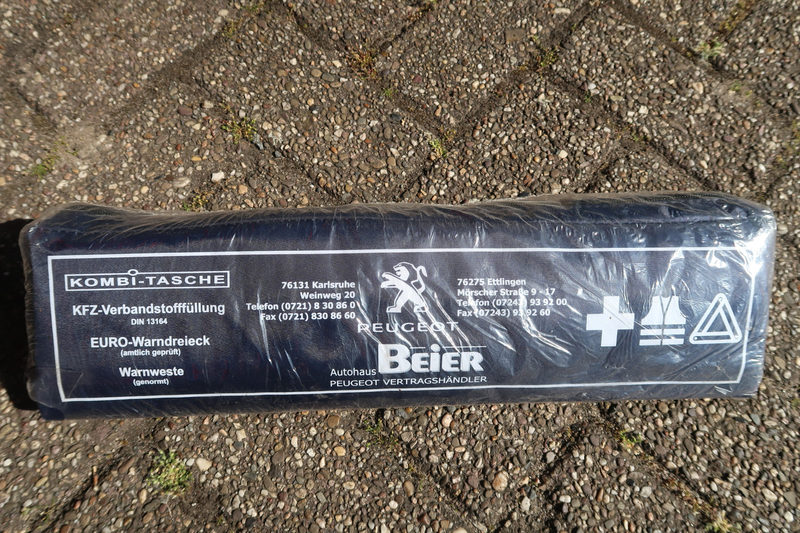 KOMBI-TASCHE
KFZ-Verbandstofffüllung
DIN 13164
EURO-Warndreieck
(amtlich geprüft)
Warnweste
(genormt)
76131 Karlsruhe
Weinweg 20
Telefon (0721) 8 30 86 0
Fax (0721) 830 86 60
PEUGEOT
Autohaus BEiER
PEUGEOT VERTRAGSHÄNDLER
76275 Ettlingen
Mörscher Straße 9 - 17
Telefon (07243) 93 92 00
Fax (07243) 93 92 60